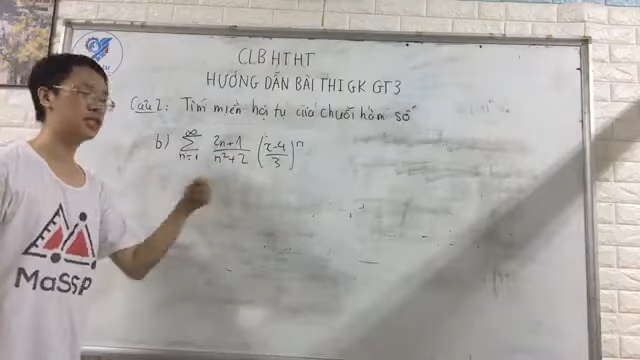 CLB HTHT
HƯỚNG DẪN BÀI THI GK GT3
Câu 2: Tìm miền hội tụ của chuỗi hàm số
b) ∑_{n=1}^{∞} (2n+1)/(n²+2) ((x-4)/3)^n
MaSSP